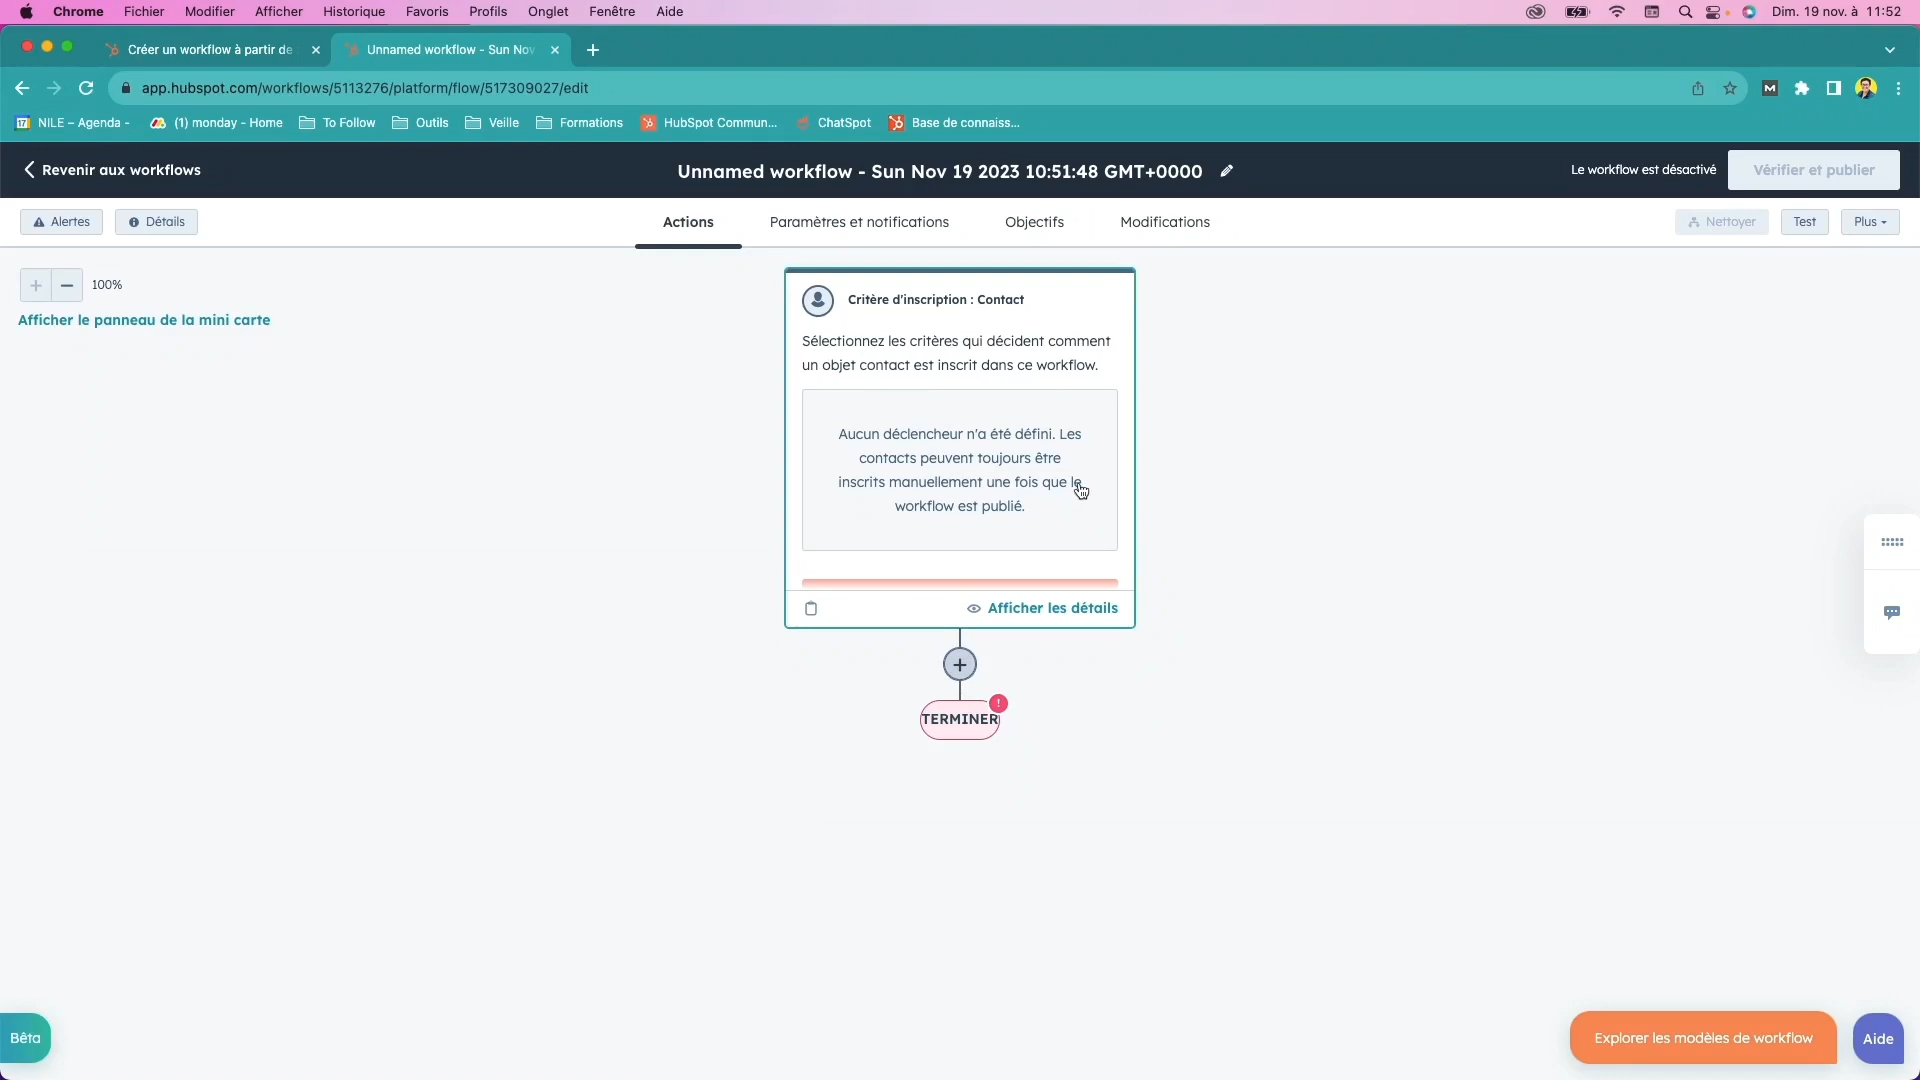 Chrome Fichier Modifier Afficher Historique Favoris Profils Onglet Fenêtre Aide Dim. 19 nov. à 11:52
Créer un workflow à partir de
Unnamed workflow - Sun Nov
app.hubspot.com/workflows/5113276/platform/flow/517309027/edit
M
17 NILE – Agenda - (1) monday - Home To Follow Outils Veille Formations HubSpot Commun... ChatSpot Base de connaiss...
Revenir aux workflows
Unnamed workflow - Sun Nov 19 2023 10:51:48 GMT+0000
Le workflow est désactivé
Vérifier et publier
Alertes Détails Actions Paramètres et notifications Objectifs Modifications Nettoyer Test Plus
+ − 100%
Afficher le panneau de la mini carte
Critère d'inscription : Contact
Sélectionnez les critères qui décident comment
un objet contact est inscrit dans ce workflow.
Aucun déclencheur n'a été défini. Les
contacts peuvent toujours être
inscrits manuellement une fois que le
workflow est publié.
Afficher les détails
+
!
TERMINER
Bêta
Explorer les modèles de workflow
Aide